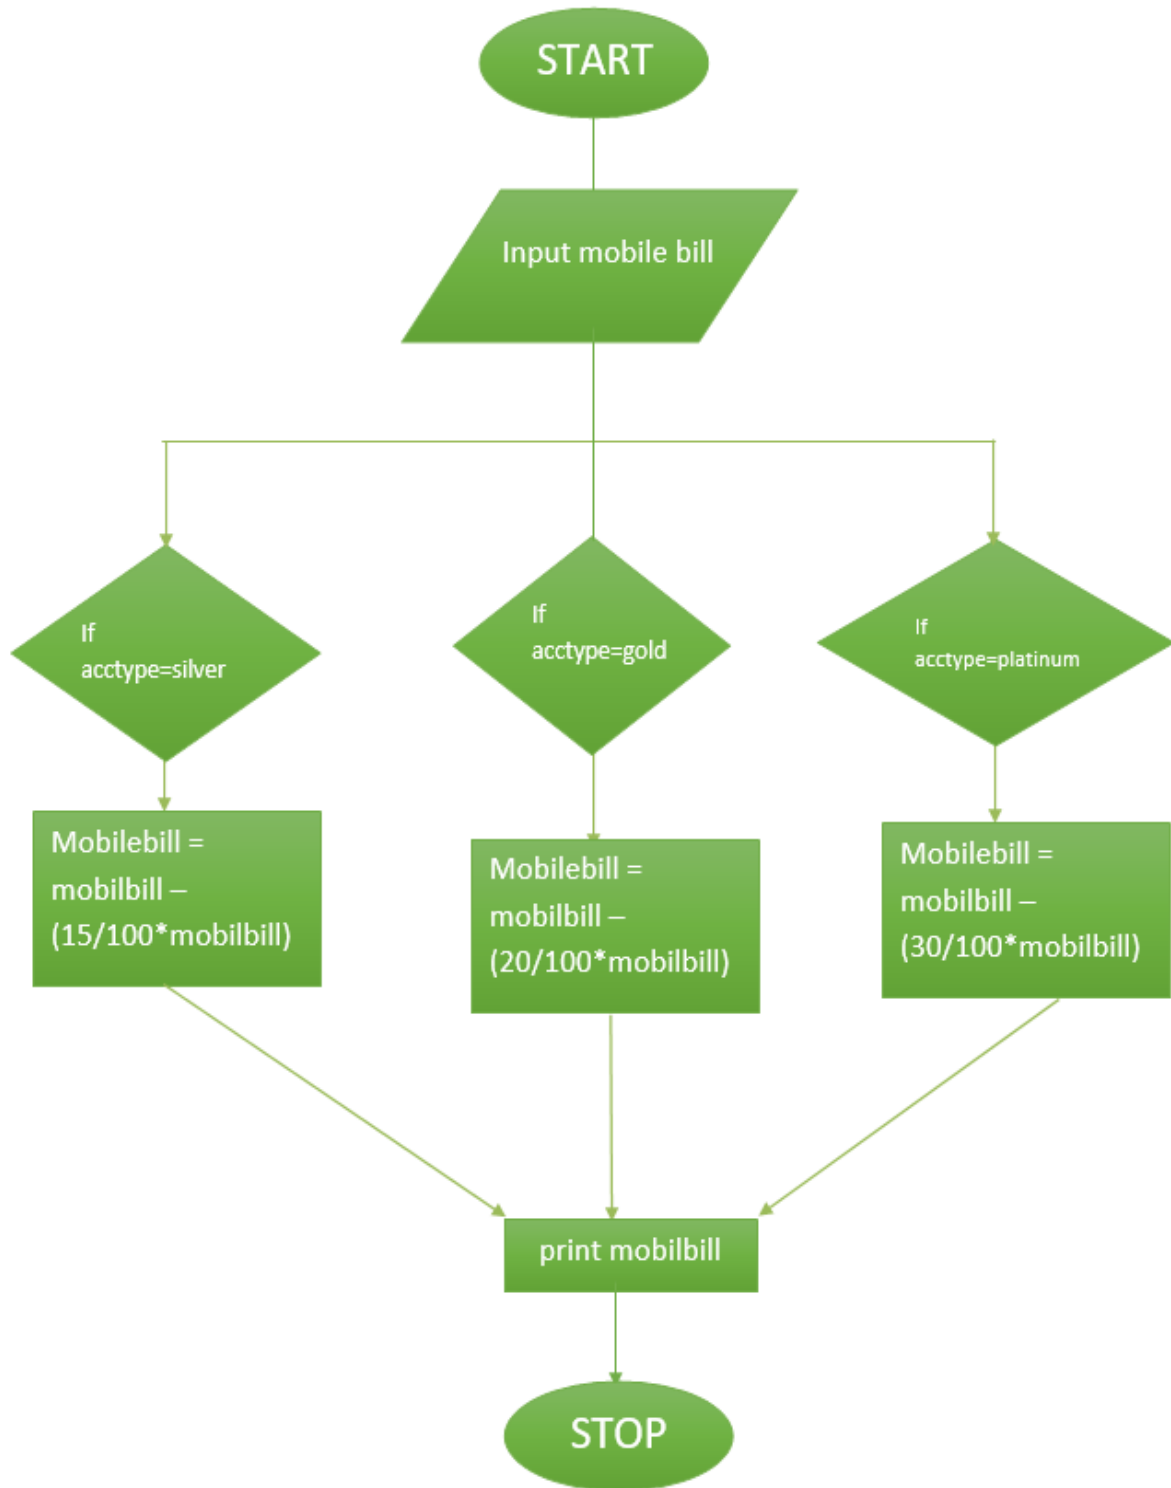 START
Input mobile bill
If
acctype=silver
If
acctype=gold
If
acctype=platinum
Mobilebill =
mobilbill –
(15/100*mobilbill)
Mobilebill =
mobilbill –
(20/100*mobilbill)
Mobilebill =
mobilbill –
(30/100*mobilbill)
print mobilbill
STOP